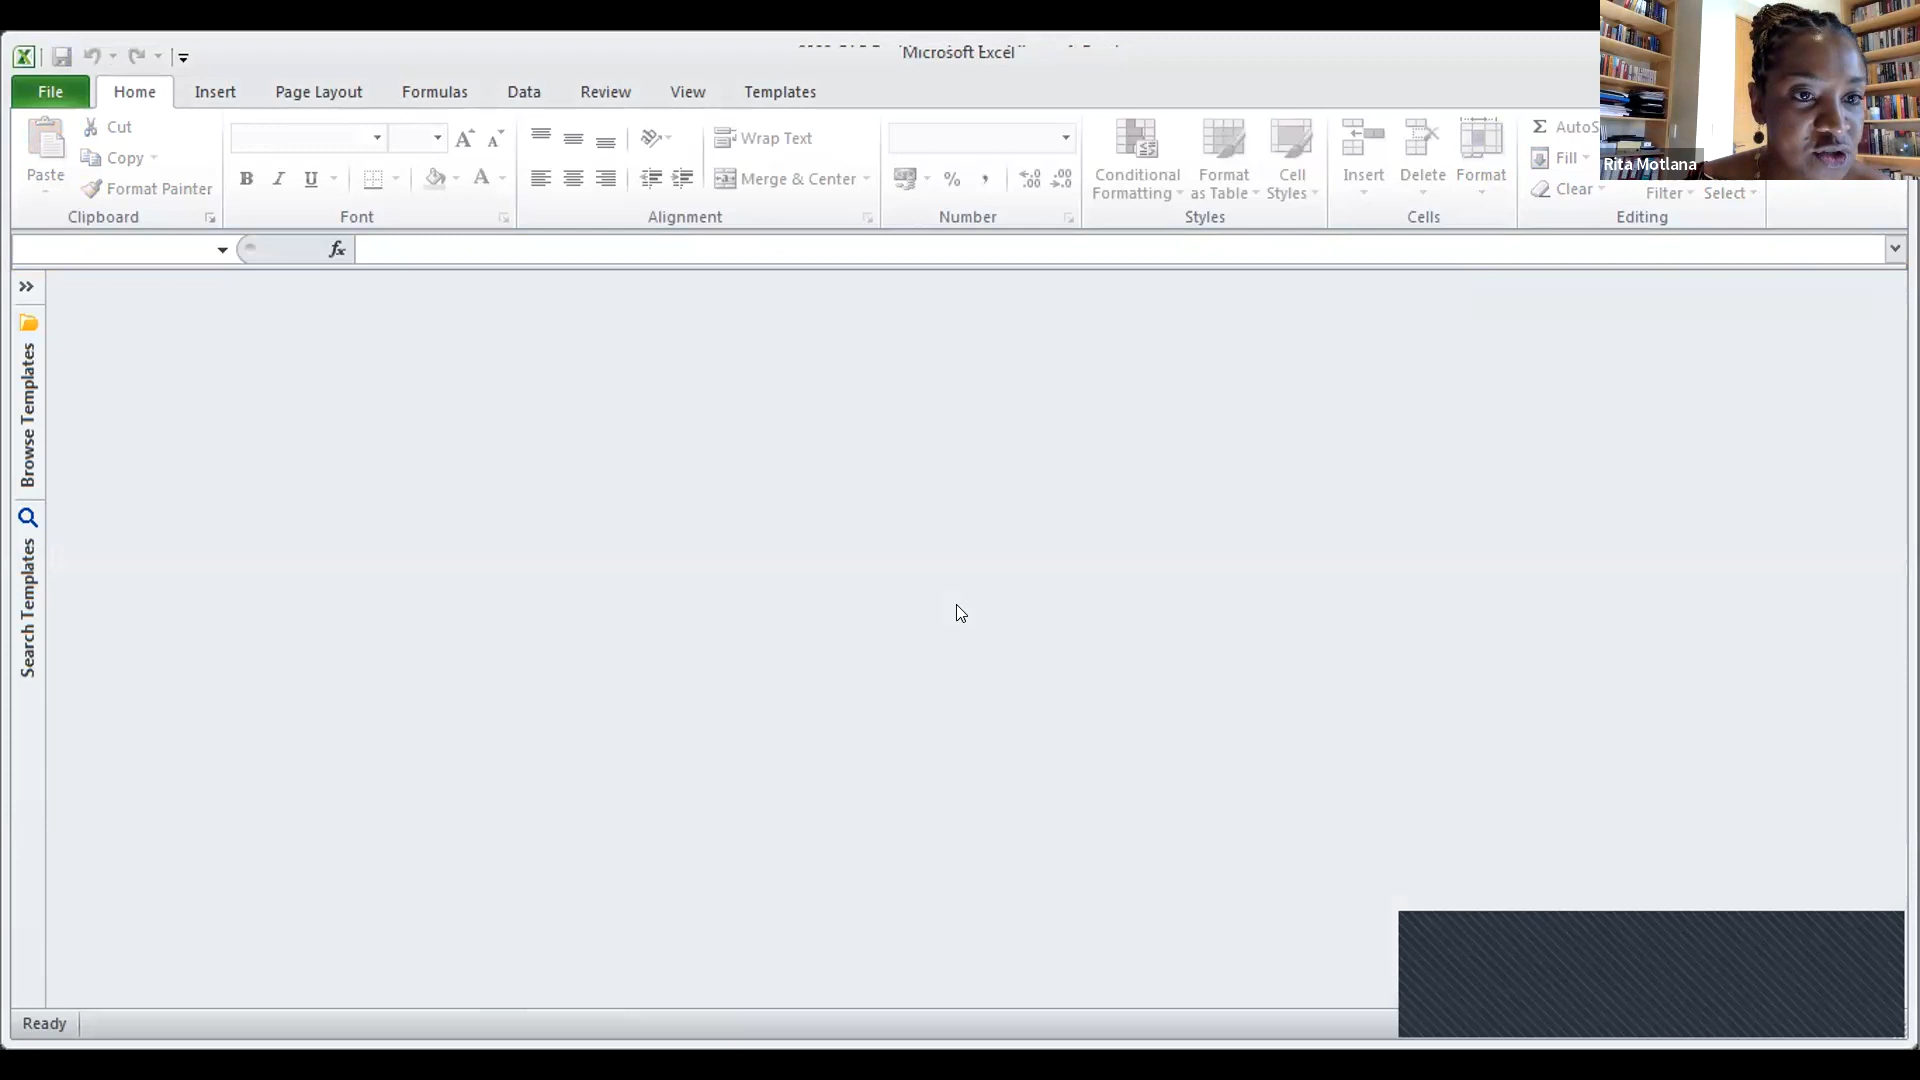 Microsoft Excel
File Home Insert Page Layout Formulas Data Review View Templates
Paste
Cut
Copy
Format Painter
Clipboard
B I U
Font
Wrap Text
Merge & Center
Alignment
%
Number
Conditional Formatting
Format as Table
Cell Styles
Styles
Insert
Delete
Format
Cells
Σ AutoS
Fill
Clear
Filter
Select
Editing
Rita Motlana
fx
Browse Templates
Search Templates
Ready